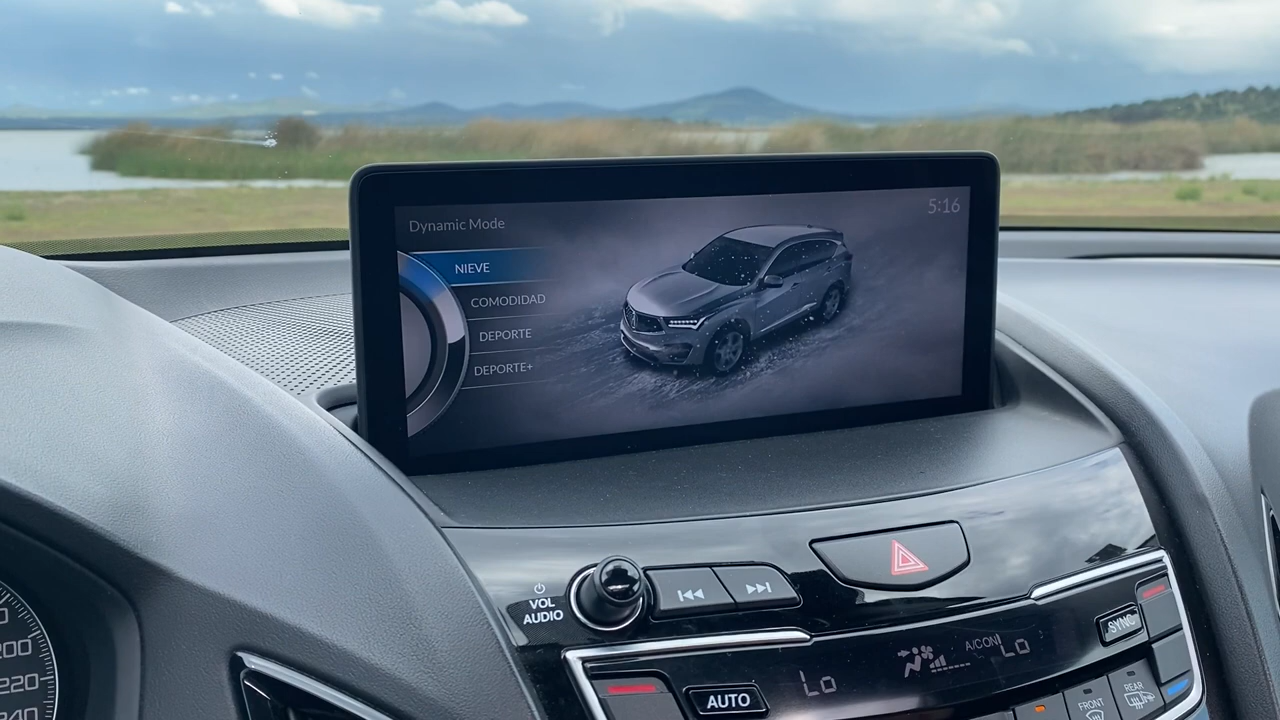 Dynamic Mode
5:16
NIEVE
COMODIDAD
DEPORTE
DEPORTE+
VOL
AUDIO
SYNC
A/CON
Lo
Lo
AUTO
FRONT
REAR
200
220
240